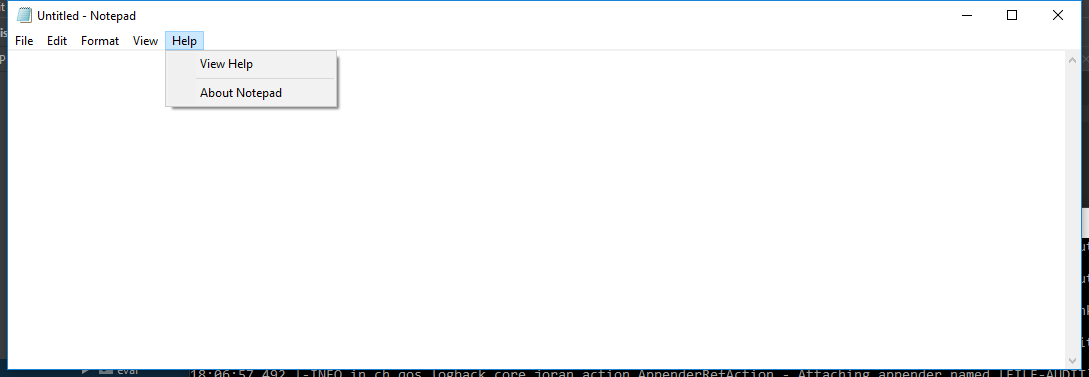 Untitled - Notepad
File Edit Format View Help
View Help
About Notepad
eval
18:06:57,492 |-INFO in ch.qos.logback.core.joran.action.AppenderRefAction - Attaching appender named [FILE-AUDIT